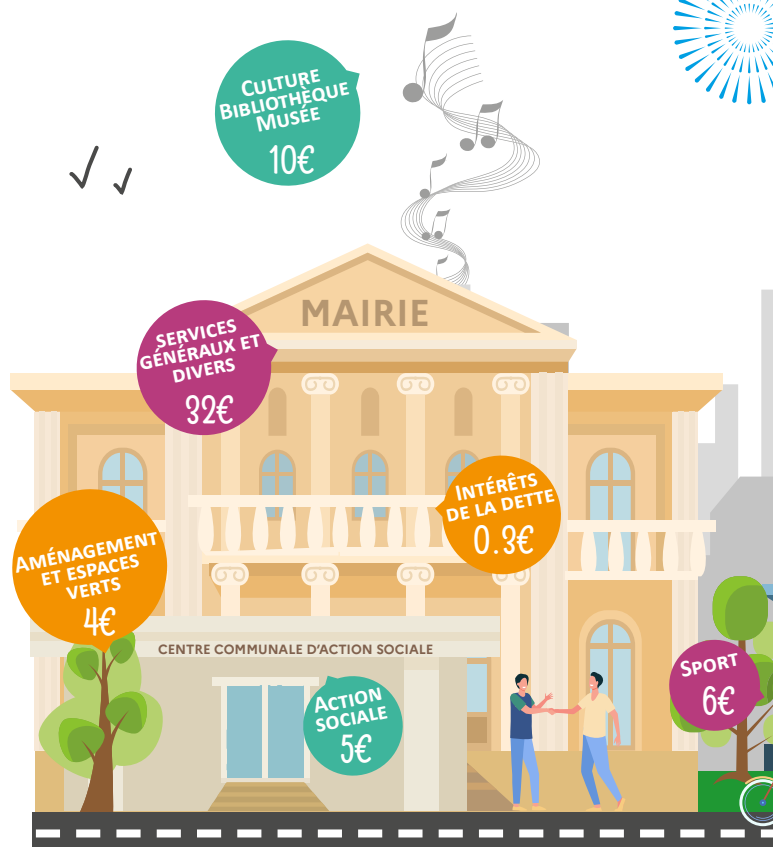 CULTURE
BIBLIOTHÈQUE
MUSÉE
10€
MAIRIE
SERVICES
GÉNÉRAUX ET
DIVERS
32€
INTÉRÊTS
DE LA DETTE
0.3€
AMÉNAGEMENT
ET ESPACES
VERTS
4€
CENTRE COMMUNALE D'ACTION SOCIALE
SPORT
6€
ACTION
SOCIALE
5€